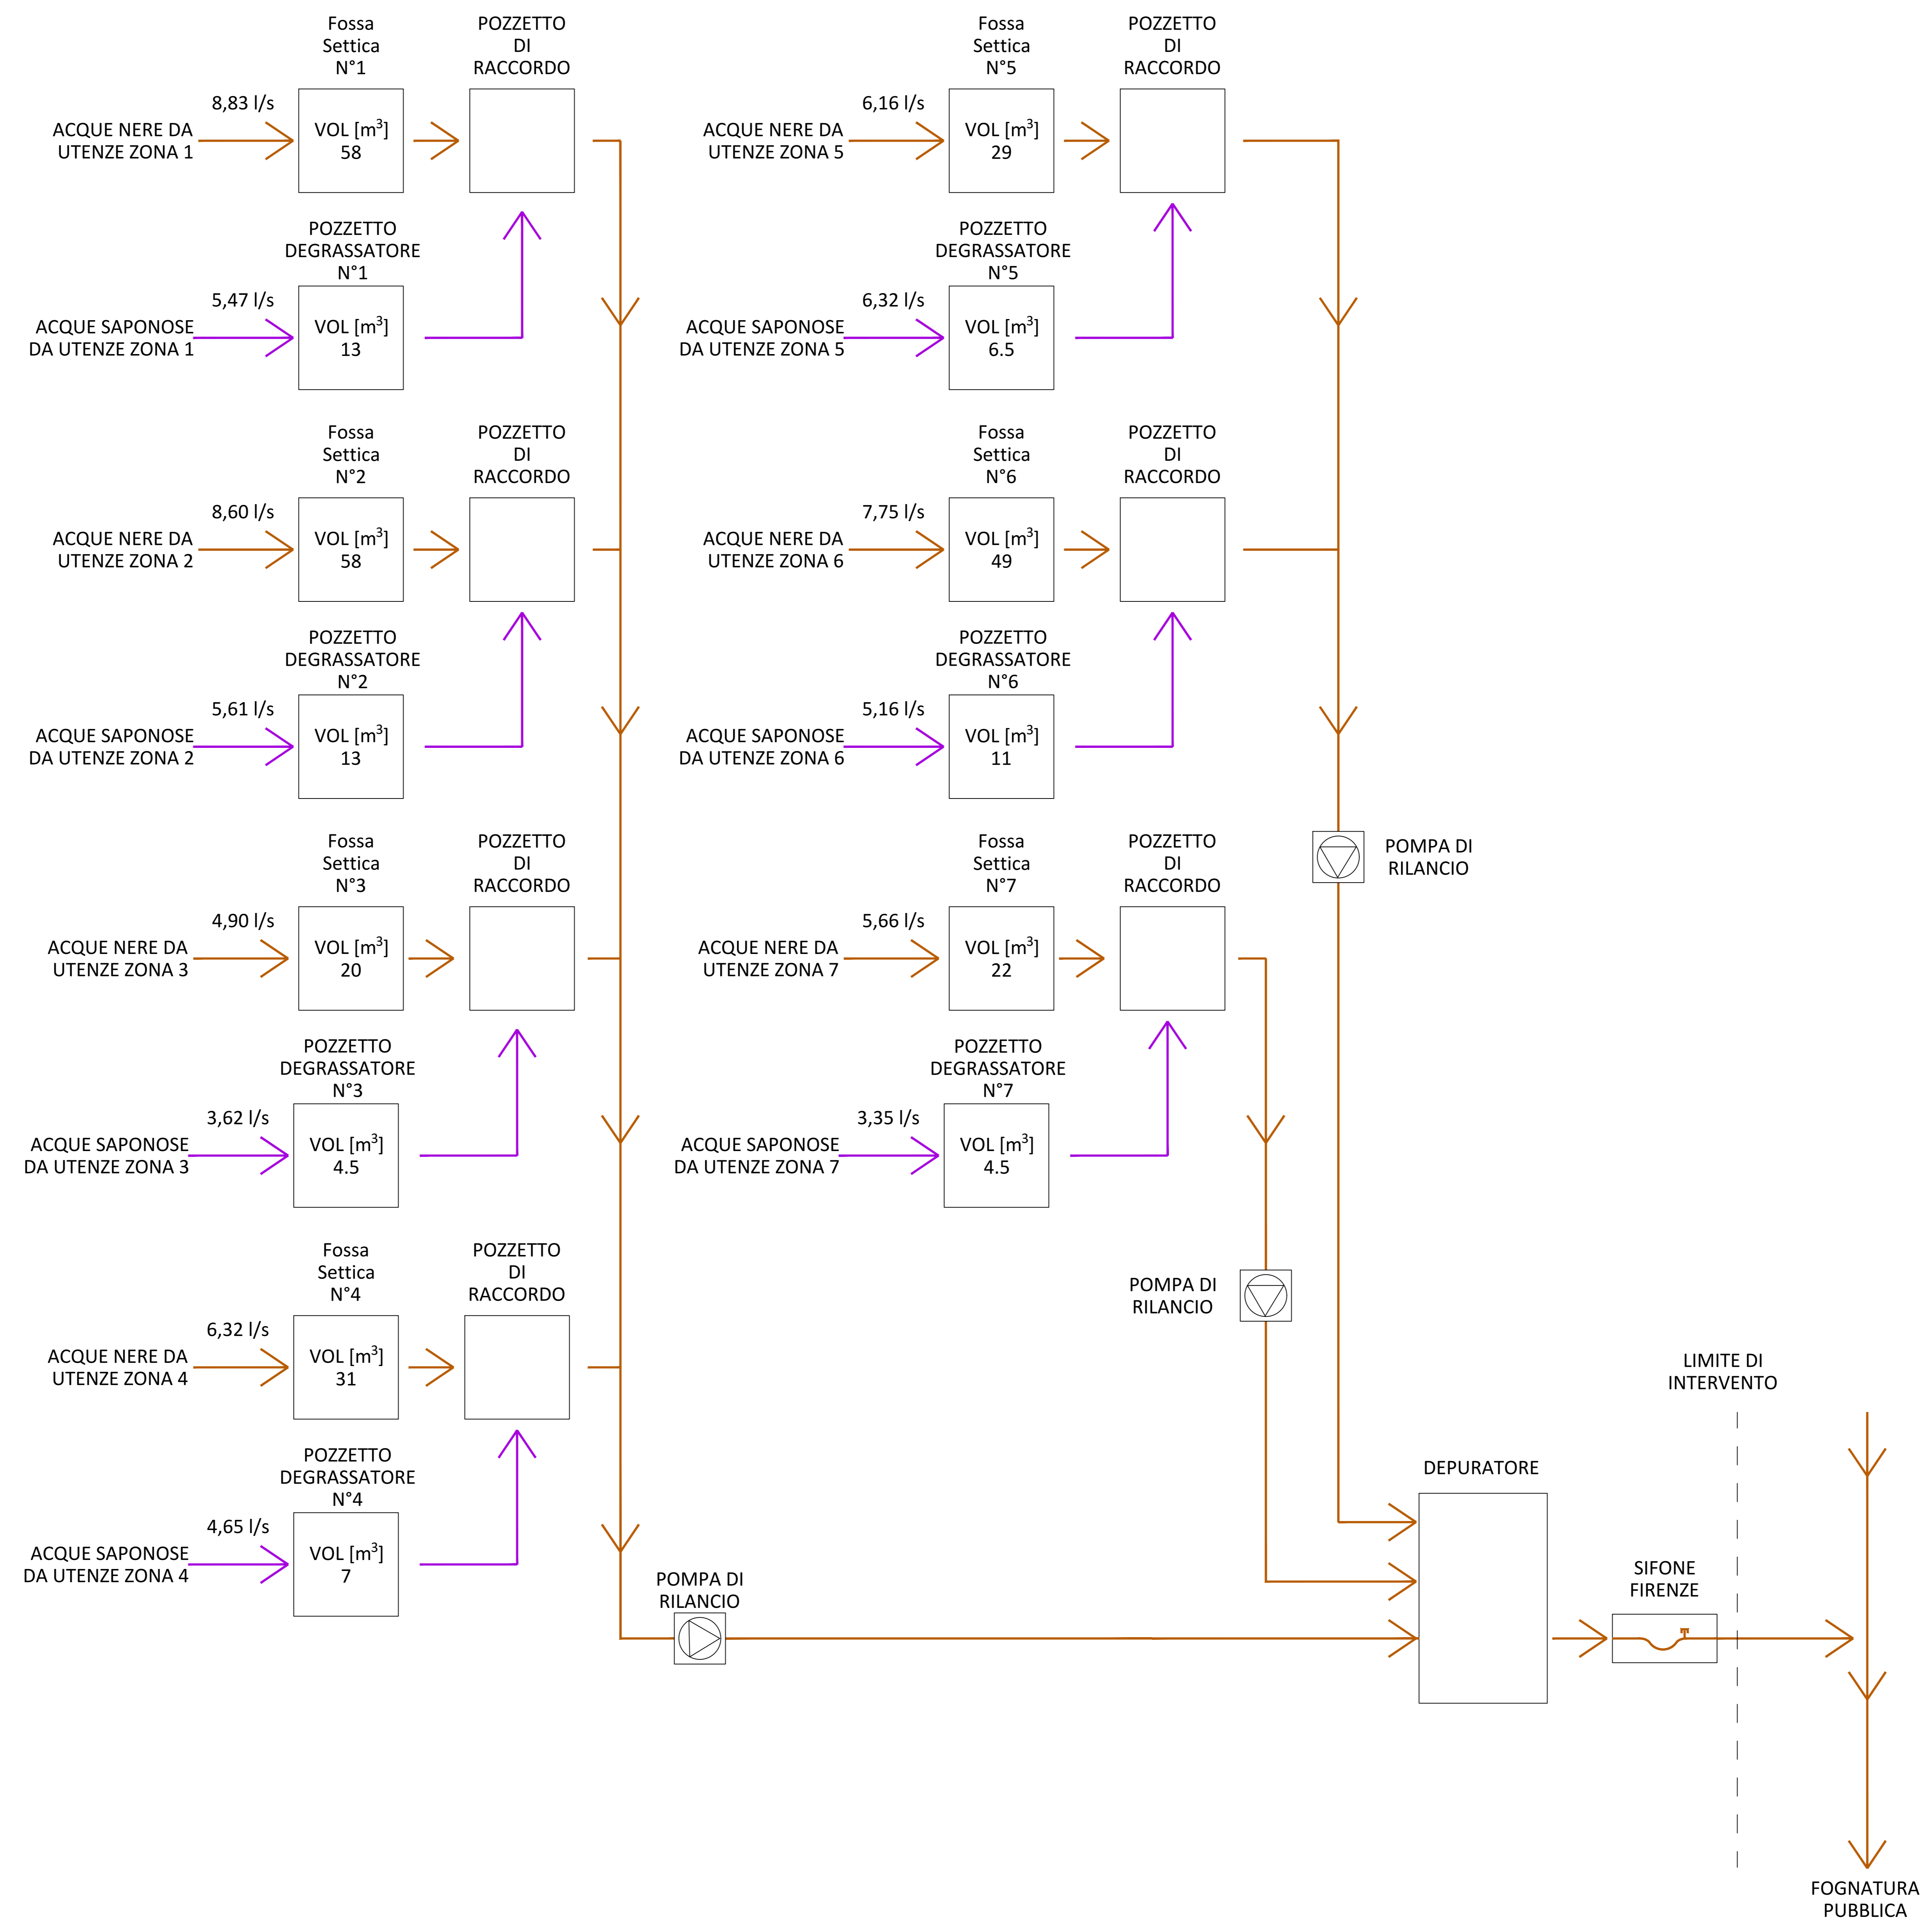 Fossa
Settica
N°1
POZZETTO
DI
RACCORDO
8,83 l/s
ACQUE NERE DA
UTENZE ZONA 1
VOL [m³]
58
POZZETTO
DEGRASSATORE
N°1
5,47 l/s
ACQUE SAPONOSE
DA UTENZE ZONA 1
VOL [m³]
13
Fossa
Settica
N°2
POZZETTO
DI
RACCORDO
8,60 l/s
ACQUE NERE DA
UTENZE ZONA 2
VOL [m³]
58
POZZETTO
DEGRASSATORE
N°2
5,61 l/s
ACQUE SAPONOSE
DA UTENZE ZONA 2
VOL [m³]
13
Fossa
Settica
N°3
POZZETTO
DI
RACCORDO
4,90 l/s
ACQUE NERE DA
UTENZE ZONA 3
VOL [m³]
20
POZZETTO
DEGRASSATORE
N°3
3,62 l/s
ACQUE SAPONOSE
DA UTENZE ZONA 3
VOL [m³]
4.5
Fossa
Settica
N°4
POZZETTO
DI
RACCORDO
6,32 l/s
ACQUE NERE DA
UTENZE ZONA 4
VOL [m³]
31
POZZETTO
DEGRASSATORE
N°4
4,65 l/s
ACQUE SAPONOSE
DA UTENZE ZONA 4
VOL [m³]
7
POMPA DI
RILANCIO
Fossa
Settica
N°5
POZZETTO
DI
RACCORDO
6,16 l/s
ACQUE NERE DA
UTENZE ZONA 5
VOL [m³]
29
POZZETTO
DEGRASSATORE
N°5
6,32 l/s
ACQUE SAPONOSE
DA UTENZE ZONA 5
VOL [m³]
6.5
Fossa
Settica
N°6
POZZETTO
DI
RACCORDO
7,75 l/s
ACQUE NERE DA
UTENZE ZONA 6
VOL [m³]
49
POZZETTO
DEGRASSATORE
N°6
5,16 l/s
ACQUE SAPONOSE
DA UTENZE ZONA 6
VOL [m³]
11
POMPA DI
RILANCIO
Fossa
Settica
N°7
POZZETTO
DI
RACCORDO
5,66 l/s
ACQUE NERE DA
UTENZE ZONA 7
VOL [m³]
22
POZZETTO
DEGRASSATORE
N°7
3,35 l/s
ACQUE SAPONOSE
DA UTENZE ZONA 7
VOL [m³]
4.5
POMPA DI
RILANCIO
LIMITE DI
INTERVENTO
DEPURATORE
SIFONE
FIRENZE
FOGNATURA
PUBBLICA